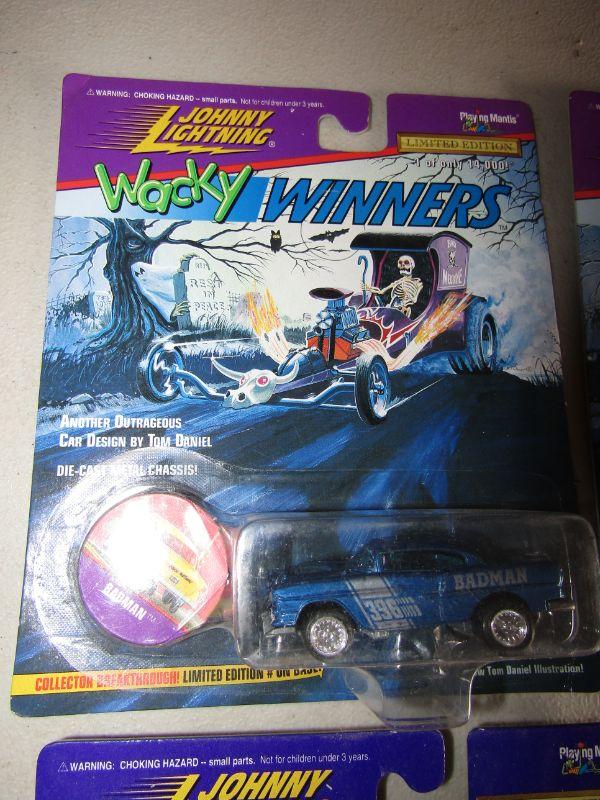 ⚠ WARNING: CHOKING HAZARD -- small parts. Not for children under 3 years.
JOHNNY
LIGHTNING®
Playing Mantis®
LIMITED EDITION
1 of only 14,000!
Wacky WINNERS™
REST
IN
PEACE
ANOTHER OUTRAGEOUS
CAR DESIGN BY TOM DANIEL
DIE-CAST METAL CHASSIS!
BADMAN™
396
BADMAN
COLLECTOR BREAKTHROUGH! LIMITED EDITION # ON BASE!
Tom Daniel Illustration!
⚠ WARNING: CHOKING HAZARD -- small parts. Not for children under 3 years.
JOHNNY
Playing Mantis